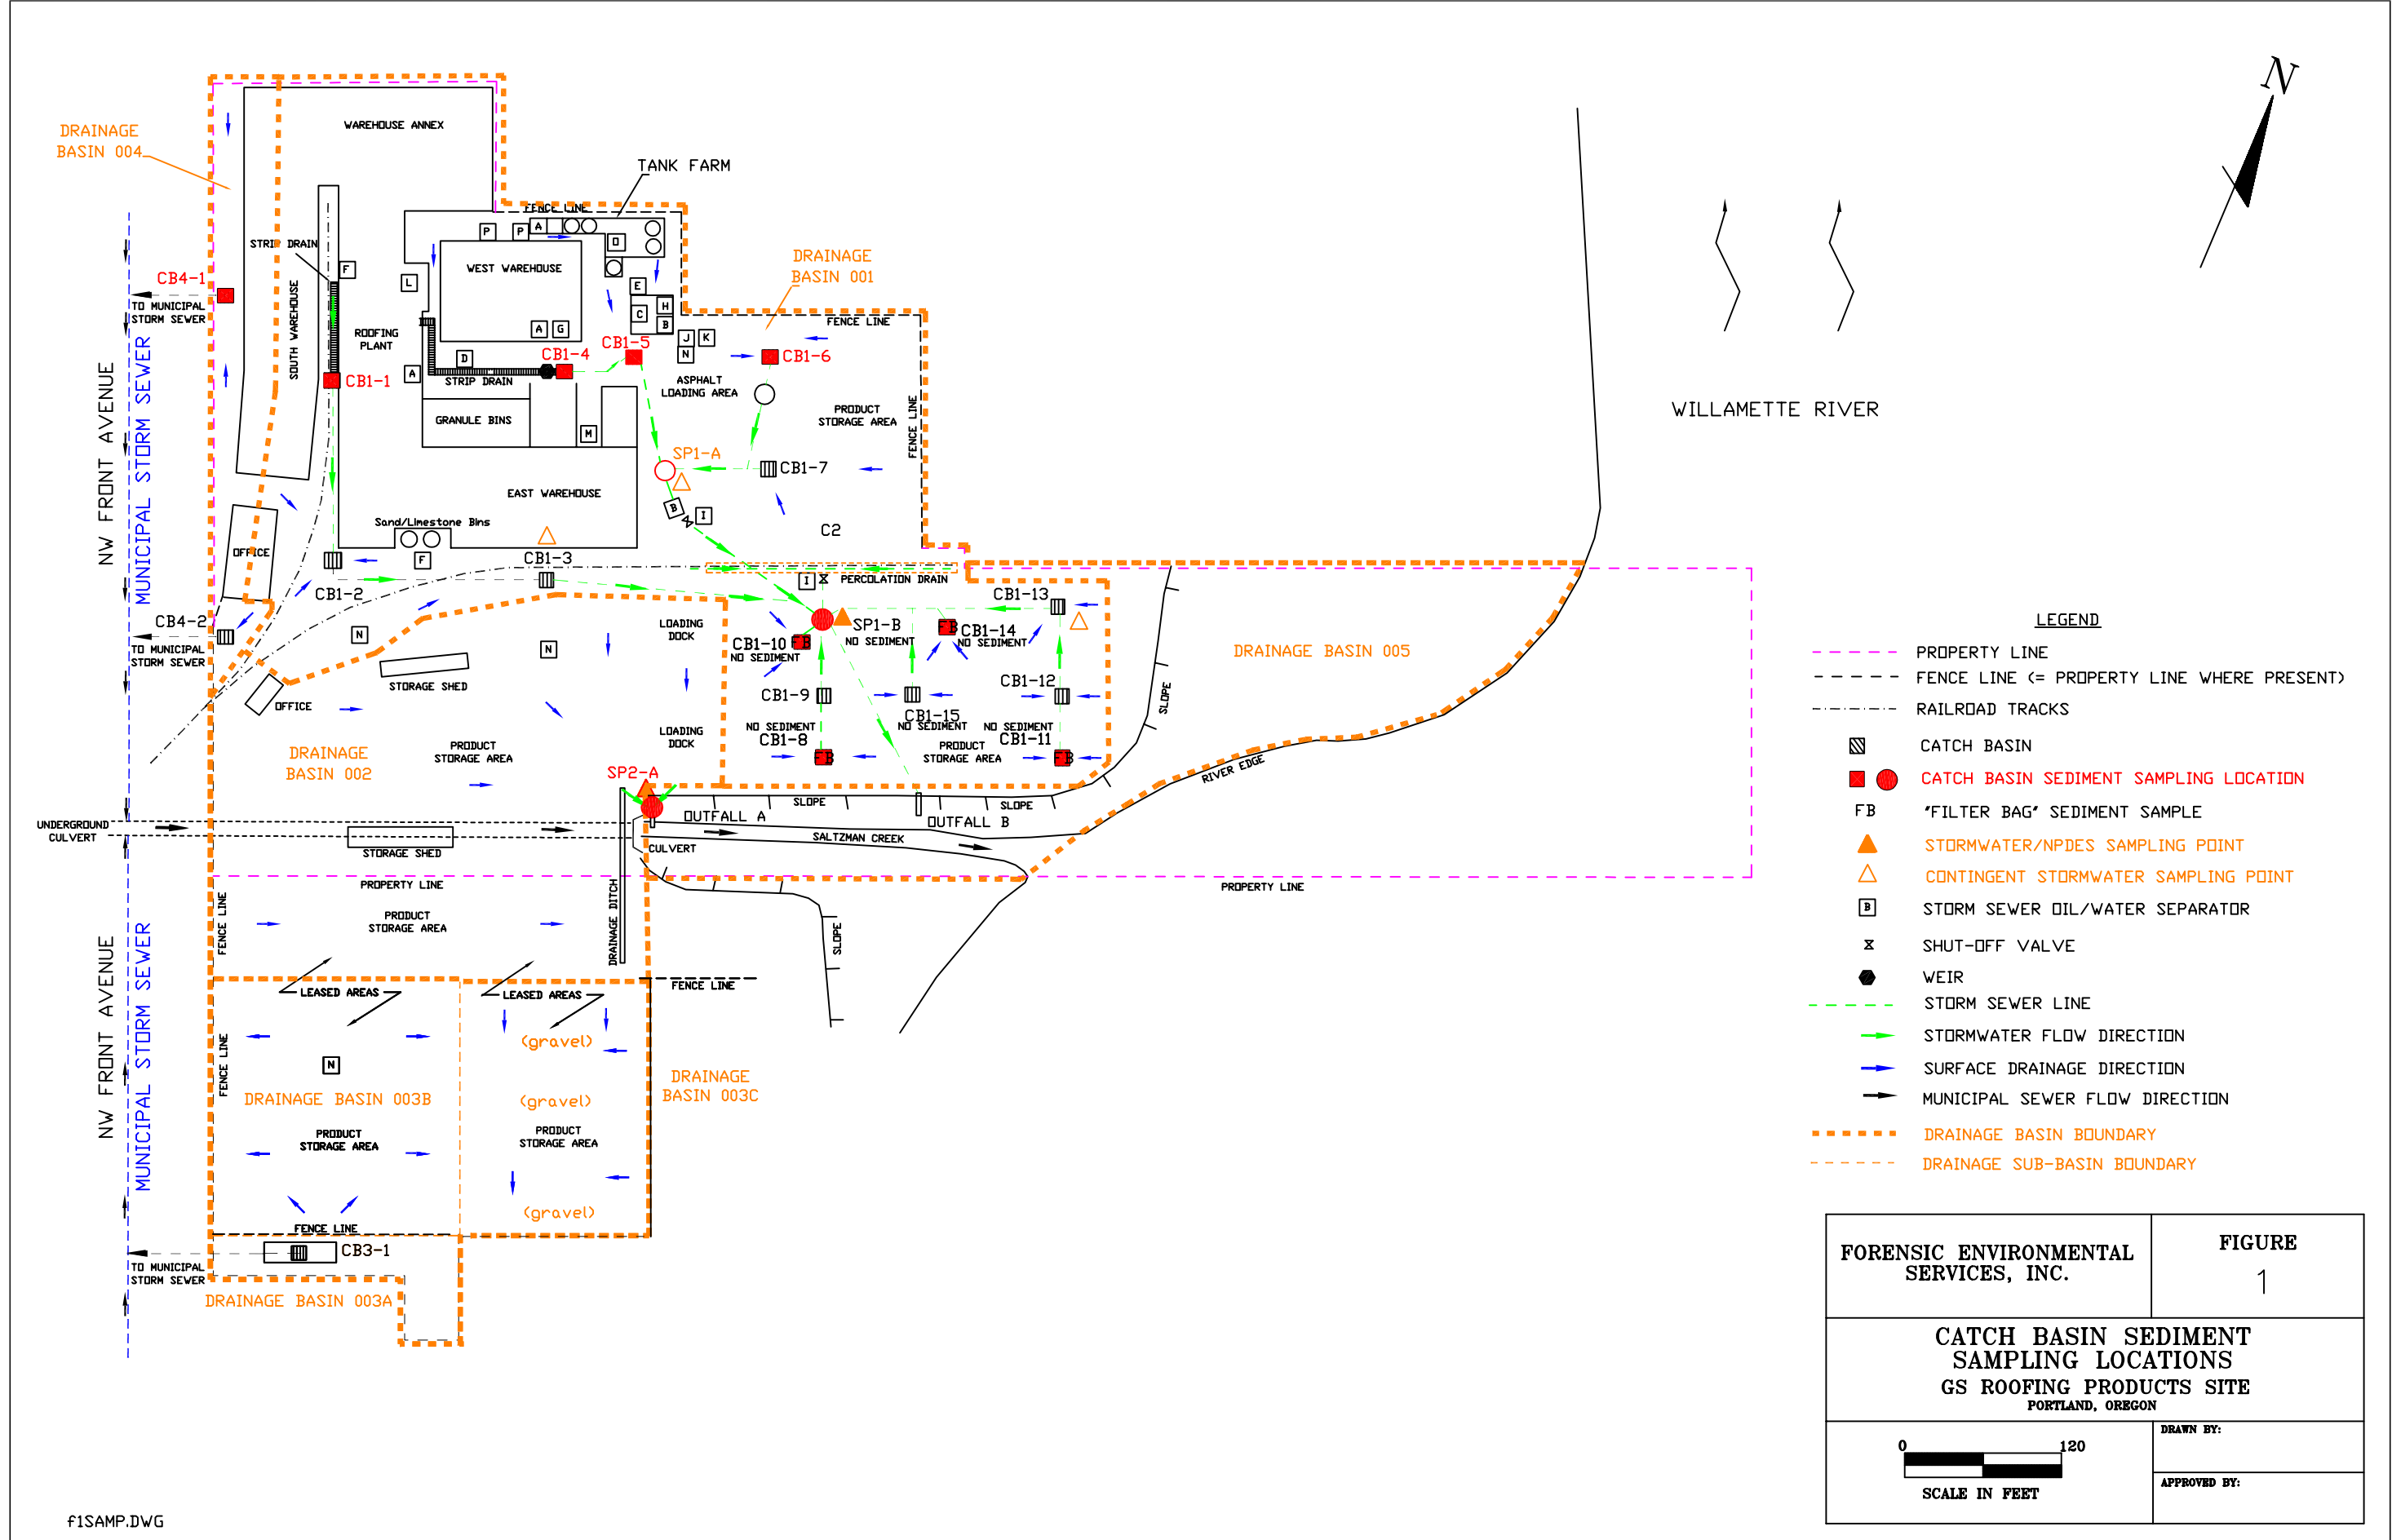 N
WAREHOUSE ANNEX
DRAINAGE
BASIN 004
TANK FARM
FENCE LINE
P
P
A
O
STRIP DRAIN
WEST WAREHOUSE
DRAINAGE
BASIN 001
F
L
E
CB4-1
TO MUNICIPAL
STORM SEWER
SOUTH WAREHOUSE
H
C
B
FENCE LINE
ROOFING
PLANT
A
G
J
K
N
CB1-5
CB1-4
CB1-6
D
CB1-1
A
STRIP DRAIN
ASPHALT
LOADING AREA
WILLAMETTE RIVER
PRODUCT
STORAGE AREA
GRANULE BINS
M
FENCE LINE
NW FRONT AVENUE
MUNICIPAL STORM SEWER
SP1-A
CB1-7
EAST WAREHOUSE
B
I
Sand/Limestone Bins
C2
OFFICE
F
CB1-3
I
PERCOLATION DRAIN
CB1-2
CB1-13
CB4-2
TO MUNICIPAL
STORM SEWER
N
N
LOADING
DOCK
SP1-B
NO SEDIMENT
FB
CB1-14
NO SEDIMENT
CB1-10
FB
NO SEDIMENT
DRAINAGE BASIN 005
STORAGE SHED
CB1-9
CB1-12
SLOPE
OFFICE
CB1-15
NO SEDIMENT
NO SEDIMENT
NO SEDIMENT
LOADING
DOCK
CB1-8
FB
CB1-11
FB
DRAINAGE
BASIN 002
PRODUCT
STORAGE AREA
PRODUCT
STORAGE AREA
RIVER EDGE
SP2-A
SLOPE
SLOPE
OUTFALL A
OUTFALL B
UNDERGROUND
CULVERT
SALTZMAN CREEK
STORAGE SHED
CULVERT
PROPERTY LINE
PROPERTY LINE
FENCE LINE
PRODUCT
STORAGE AREA
DRAINAGE DITCH
SLOPE
NW FRONT AVENUE
MUNICIPAL STORM SEWER
FENCE LINE
LEASED AREAS
LEASED AREAS
FENCE LINE
(gravel)
N
DRAINAGE
BASIN 003C
DRAINAGE BASIN 003B
(gravel)
PRODUCT
STORAGE AREA
PRODUCT
STORAGE AREA
(gravel)
FENCE LINE
CB3-1
TO MUNICIPAL
STORM SEWER
DRAINAGE BASIN 003A
LEGEND
PROPERTY LINE
FENCE LINE (= PROPERTY LINE WHERE PRESENT)
RAILROAD TRACKS
CATCH BASIN
CATCH BASIN SEDIMENT SAMPLING LOCATION
FB "FILTER BAG" SEDIMENT SAMPLE
STORMWATER/NPDES SAMPLING POINT
CONTINGENT STORMWATER SAMPLING POINT
B STORM SEWER OIL/WATER SEPARATOR
SHUT-OFF VALVE
WEIR
STORM SEWER LINE
STORMWATER FLOW DIRECTION
SURFACE DRAINAGE DIRECTION
MUNICIPAL SEWER FLOW DIRECTION
DRAINAGE BASIN BOUNDARY
DRAINAGE SUB-BASIN BOUNDARY
FORENSIC ENVIRONMENTAL
SERVICES, INC.
FIGURE
1
CATCH BASIN SEDIMENT
SAMPLING LOCATIONS
GS ROOFING PRODUCTS SITE
PORTLAND, OREGON
0 120
SCALE IN FEET
DRAWN BY:
APPROVED BY:
f1SAMP.DWG